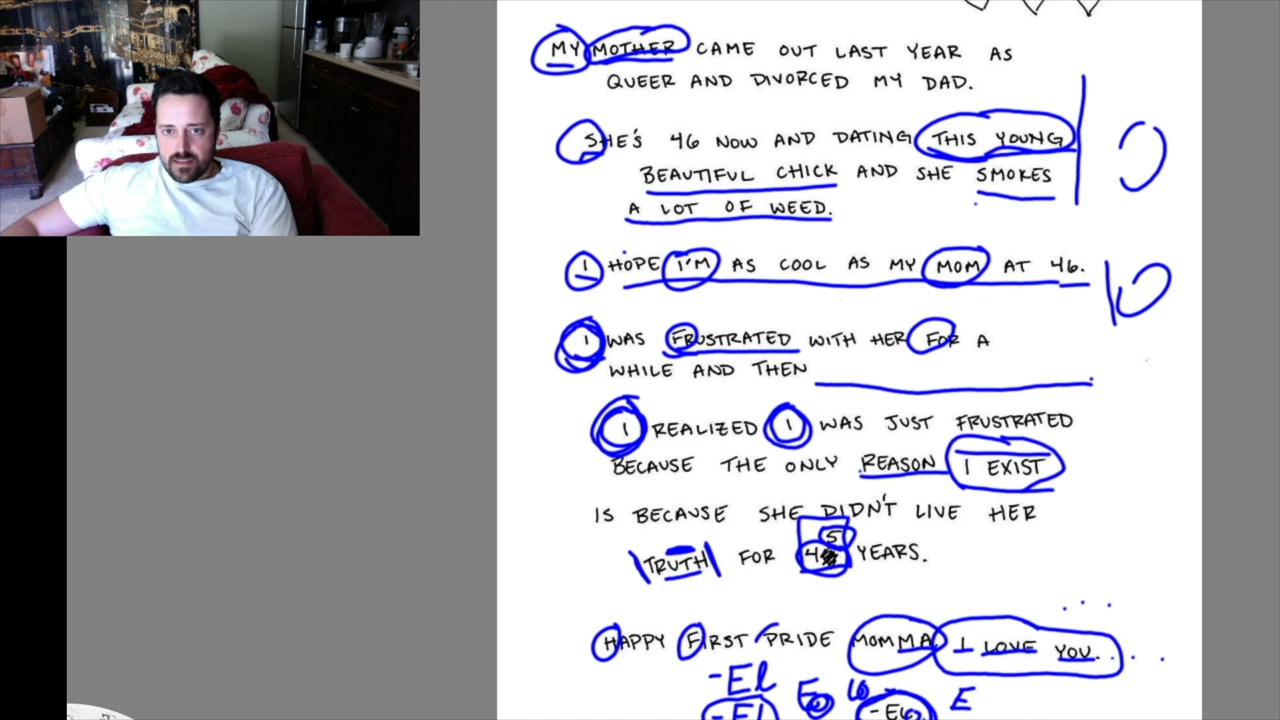 MY MOTHER CAME OUT LAST YEAR AS
QUEER AND DIVORCED MY DAD.
SHE'S 46 NOW AND DATING THIS YOUNG
BEAUTIFUL CHICK AND SHE SMOKES
A LOT OF WEED.
I HOPE I'M AS COOL AS MY MOM AT 46.
I WAS FRUSTRATED WITH HER FOR A
WHILE AND THEN
I REALIZED I WAS JUST FRUSTRATED
BECAUSE THE ONLY REASON I EXIST
IS BECAUSE SHE DIDN'T LIVE HER
TRUTH FOR 45 YEARS.
HAPPY FIRST PRIDE MOMMA. I LOVE YOU.
-El
E
-El